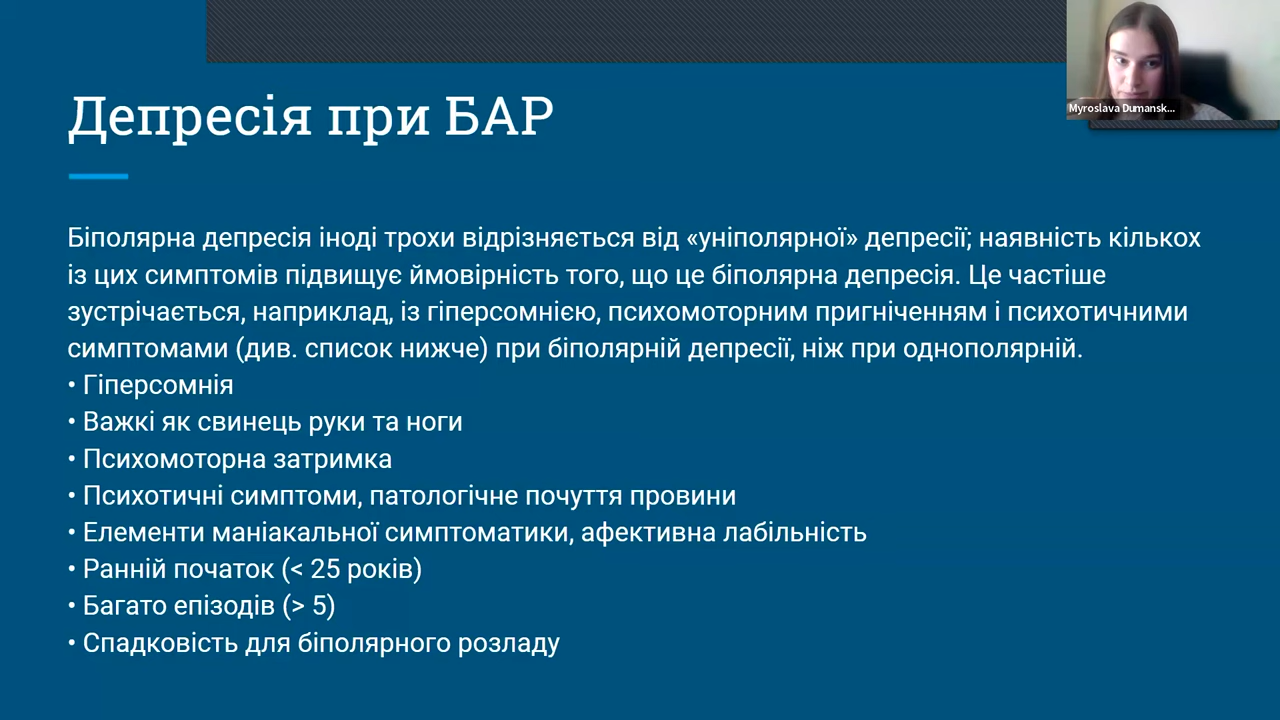 Депресія при БАР
Myroslava Dumansk...
Біполярна депресія іноді трохи відрізняється від «уніполярної» депресії; наявність кількох
із цих симптомів підвищує ймовірність того, що це біполярна депресія. Це частіше
зустрічається, наприклад, із гіперсомнією, психомоторним пригніченням і психотичними
симптомами (див. список нижче) при біполярній депресії, ніж при однополярній.
• Гіперсомнія
• Важкі як свинець руки та ноги
• Психомоторна затримка
• Психотичні симптоми, патологічне почуття провини
• Елементи маніакальної симптоматики, афективна лабільність
• Ранній початок (< 25 років)
• Багато епізодів (> 5)
• Спадковість для біполярного розладу